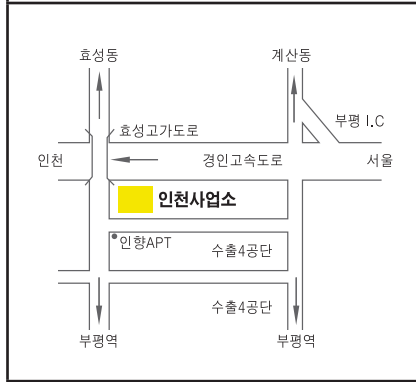 효성동
계산동
부평 I.C
효성고가도로
인천
경인고속도로
서울
인천사업소
인향APT
수출4공단
수출4공단
부평역
부평역